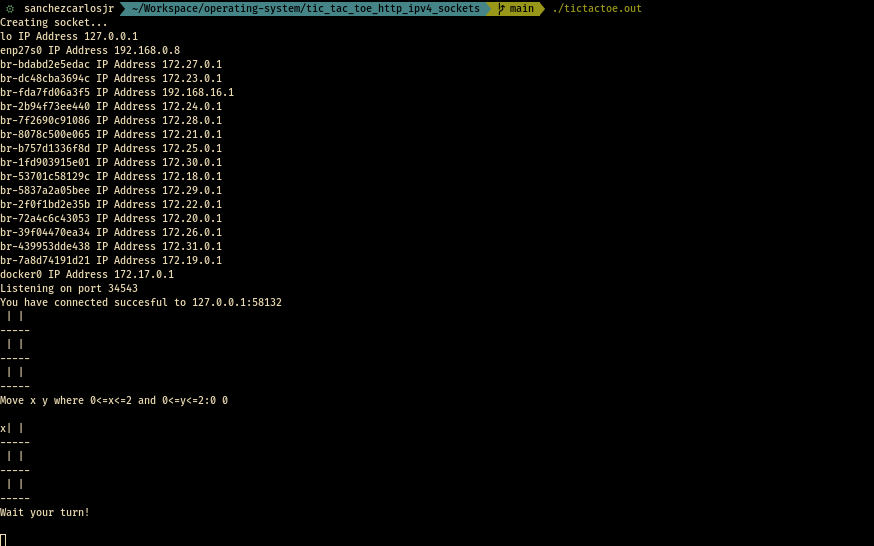 sanchezcarlosjr ~/Workspace/operating-system/tic_tac_toe_http_ipv4_sockets main ./tictactoe.out
Creating socket...
lo IP Address 127.0.0.1
enp27s0 IP Address 192.168.0.8
br-bdabd2e5edac IP Address 172.27.0.1
br-dc48cba3694c IP Address 172.23.0.1
br-fda7fd06a3f5 IP Address 192.168.16.1
br-2b94f73ee440 IP Address 172.24.0.1
br-7f2690c91086 IP Address 172.28.0.1
br-8078c500e065 IP Address 172.21.0.1
br-b757d1336f8d IP Address 172.25.0.1
br-1fd903915e01 IP Address 172.30.0.1
br-53701c58129c IP Address 172.18.0.1
br-5837a2a05bee IP Address 172.29.0.1
br-2f0f1bd2e35b IP Address 172.22.0.1
br-72a4c6c43053 IP Address 172.20.0.1
br-39f04470ea34 IP Address 172.26.0.1
br-439953dde438 IP Address 172.31.0.1
br-7a8d74191d21 IP Address 172.19.0.1
docker0 IP Address 172.17.0.1
Listening on port 34543
You have connected succesful to 127.0.0.1:58132
 | |
-----
 | |
-----
 | |
-----
Move x y where 0<=x<=2 and 0<=y<=2:0 0
x| |
-----
 | |
-----
 | |
-----
Wait your turn!